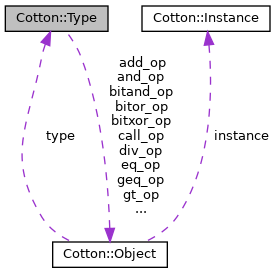 Cotton::Type
Cotton::Instance
add_op
and_op
bitand_op
bitor_op
bitxor_op
call_op
div_op
eq_op
geq_op
gt_op
...
type
instance
Cotton::Object